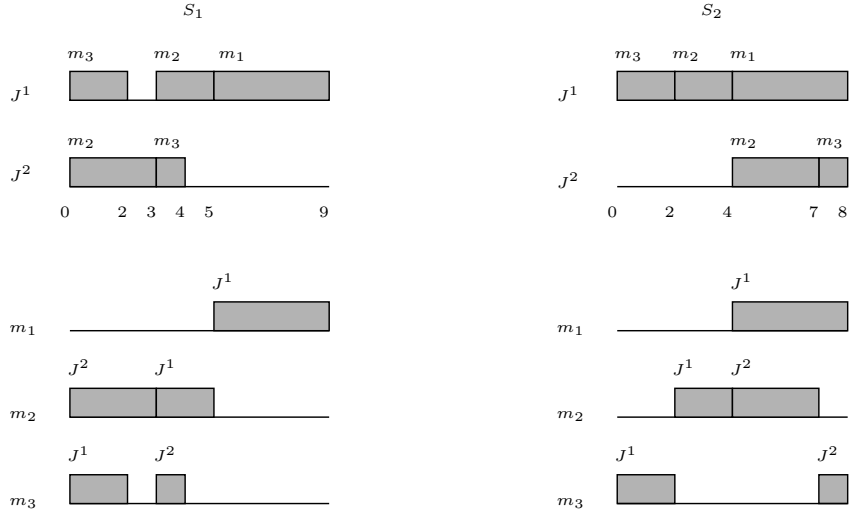 S₁ S₂
m₃ m₂ m₁ m₃ m₂ m₁
J¹ J¹
m₂ m₃ m₂ m₃
J² J²
0 2 3 4 5 9 0 2 4 7 8
J¹ J¹
m₁ m₁
J² J¹ J¹ J²
m₂ m₂
J¹ J² J¹ J²
m₃ m₃